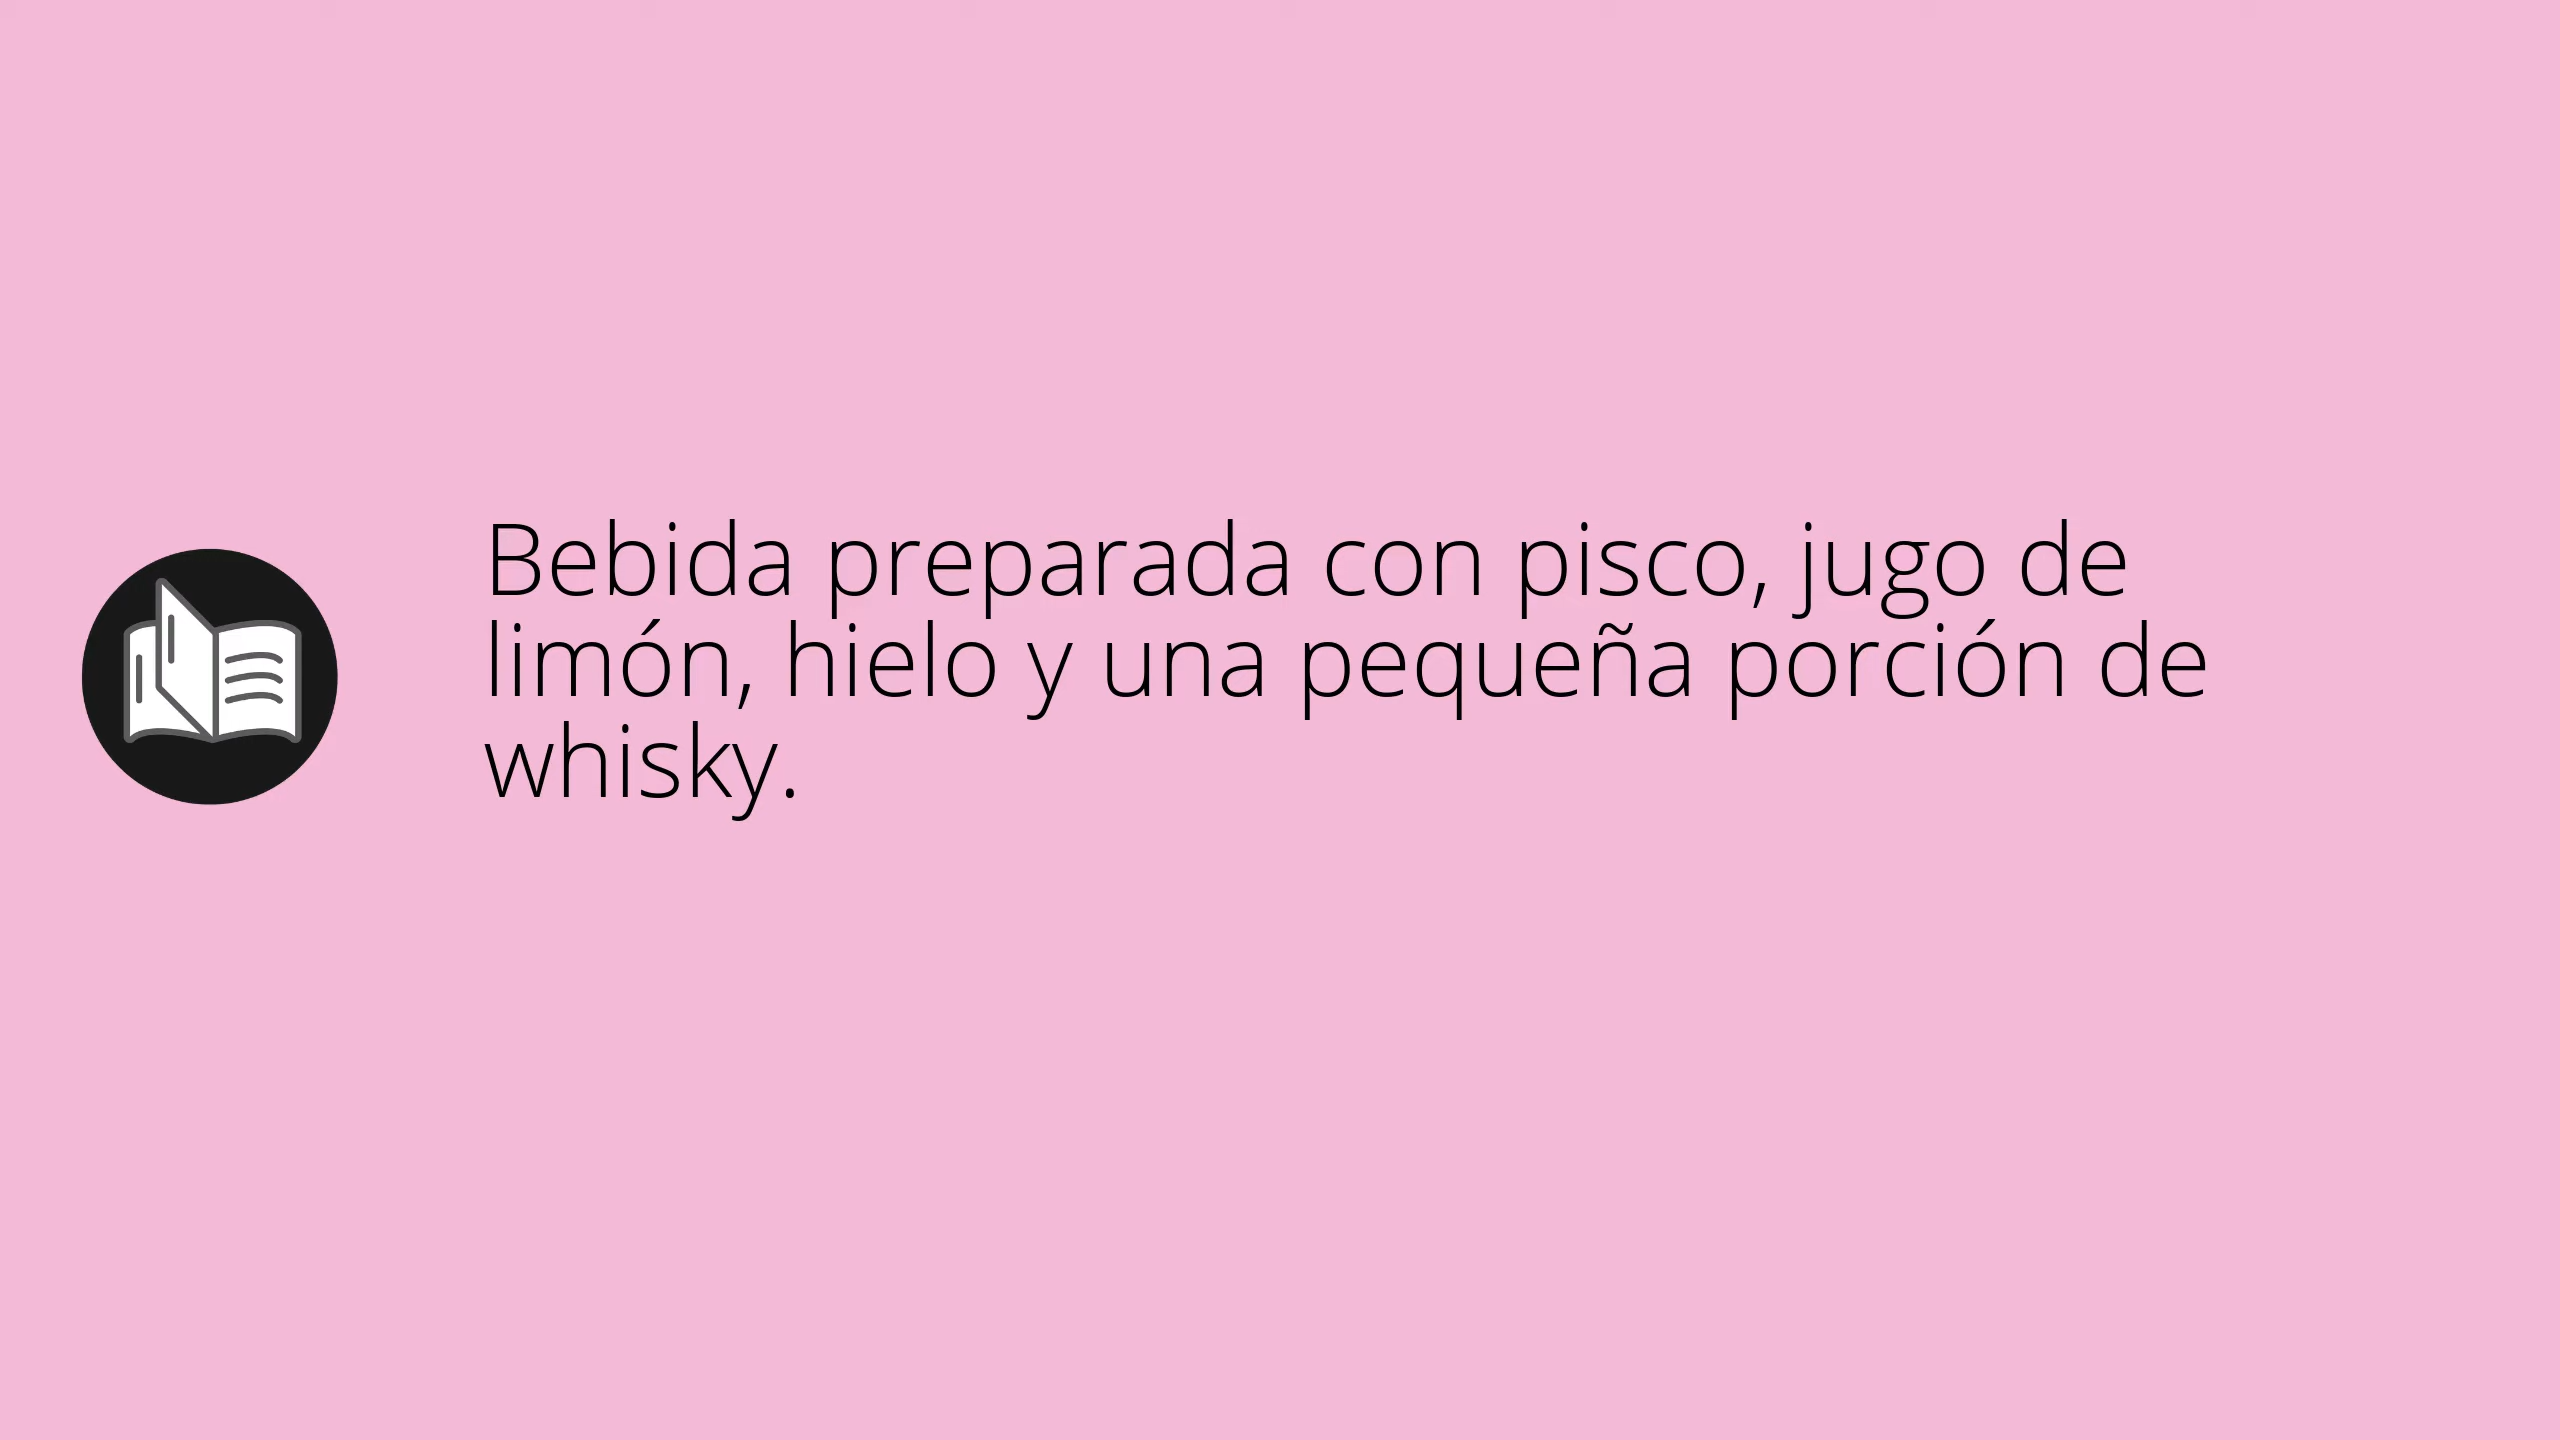 Bebida preparada con pisco, jugo de
limón, hielo y una pequeña porción de
whisky.